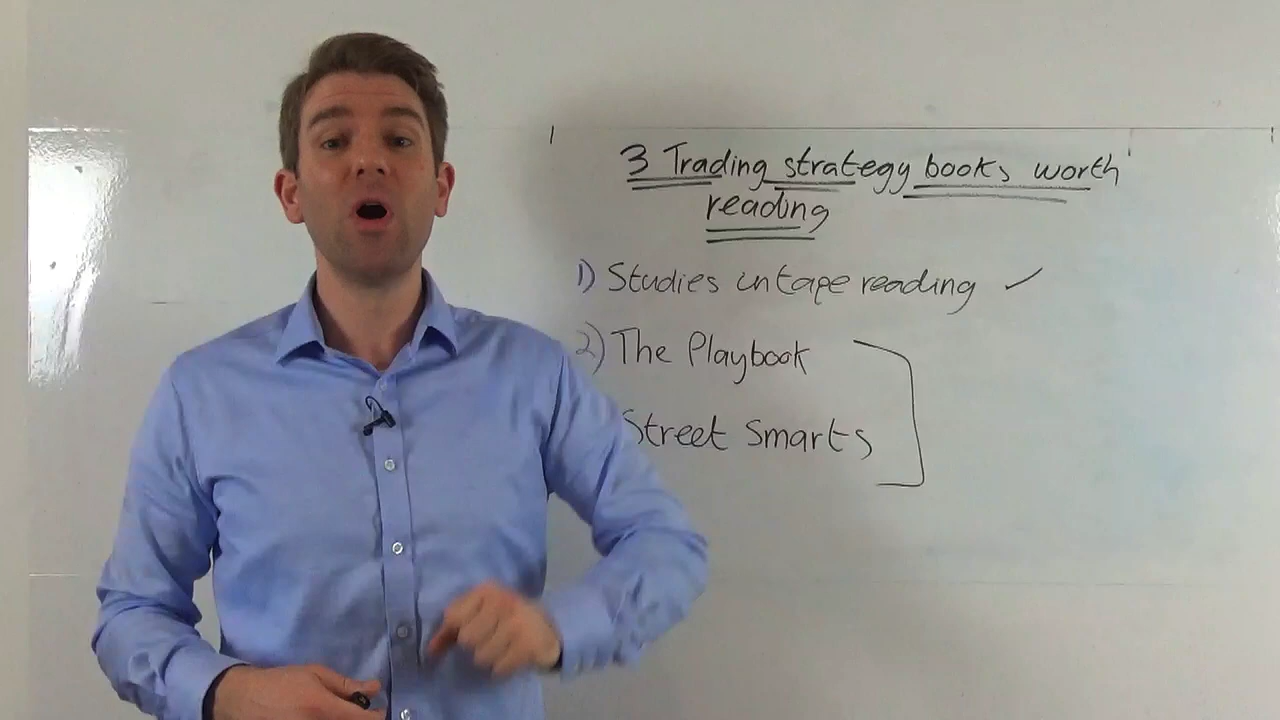 3 Trading strategy books worth
reading
1) Studies in tape reading ✓
2) The Playbook
Street Smarts